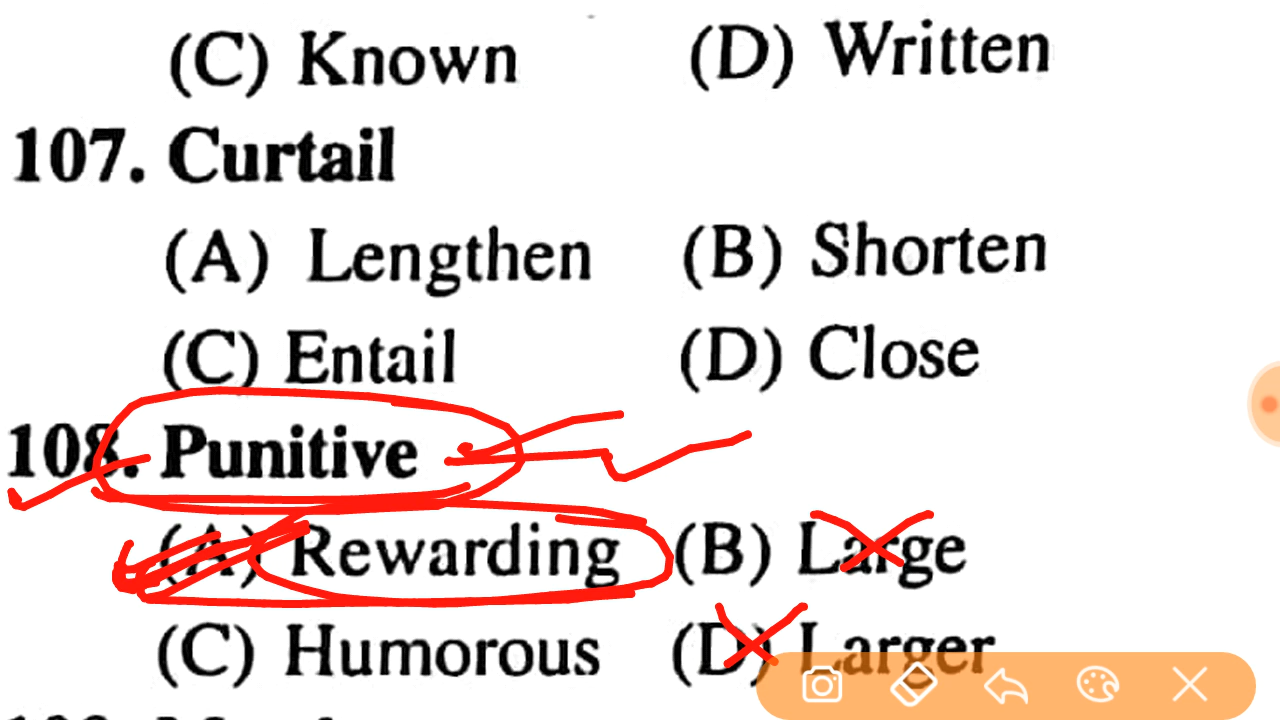 (C) Known (D) Written
107. Curtail
(A) Lengthen (B) Shorten
(C) Entail (D) Close
108. Punitive
(A) Rewarding (B) Large
(C) Humorous (D) Larger